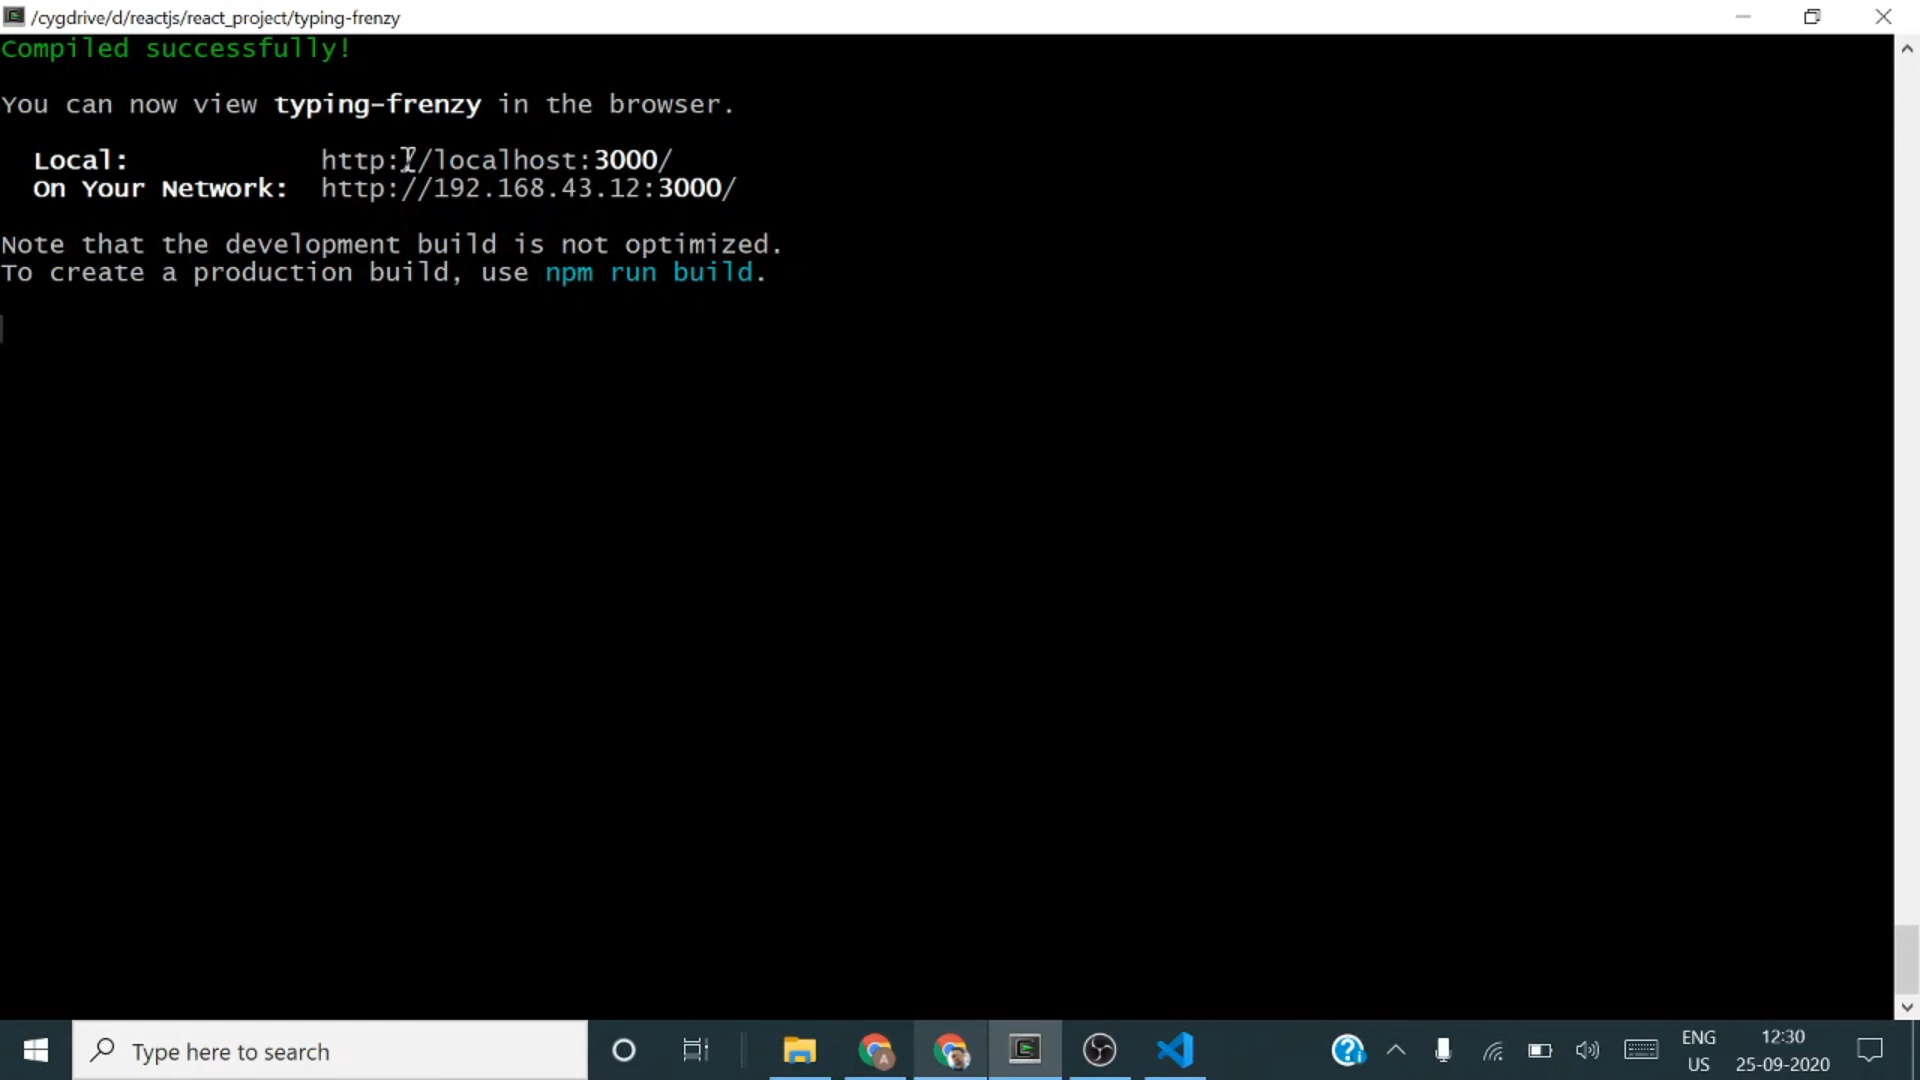 /cygdrive/d/reactjs/react_project/typing-frenzy
Compiled successfully!
You can now view typing-frenzy in the browser.
Local: http://localhost:3000/
On Your Network: http://192.168.43.12:3000/
Note that the development build is not optimized.
To create a production build, use npm run build.
Type here to search
A
ENG
US
12:30
25-09-2020